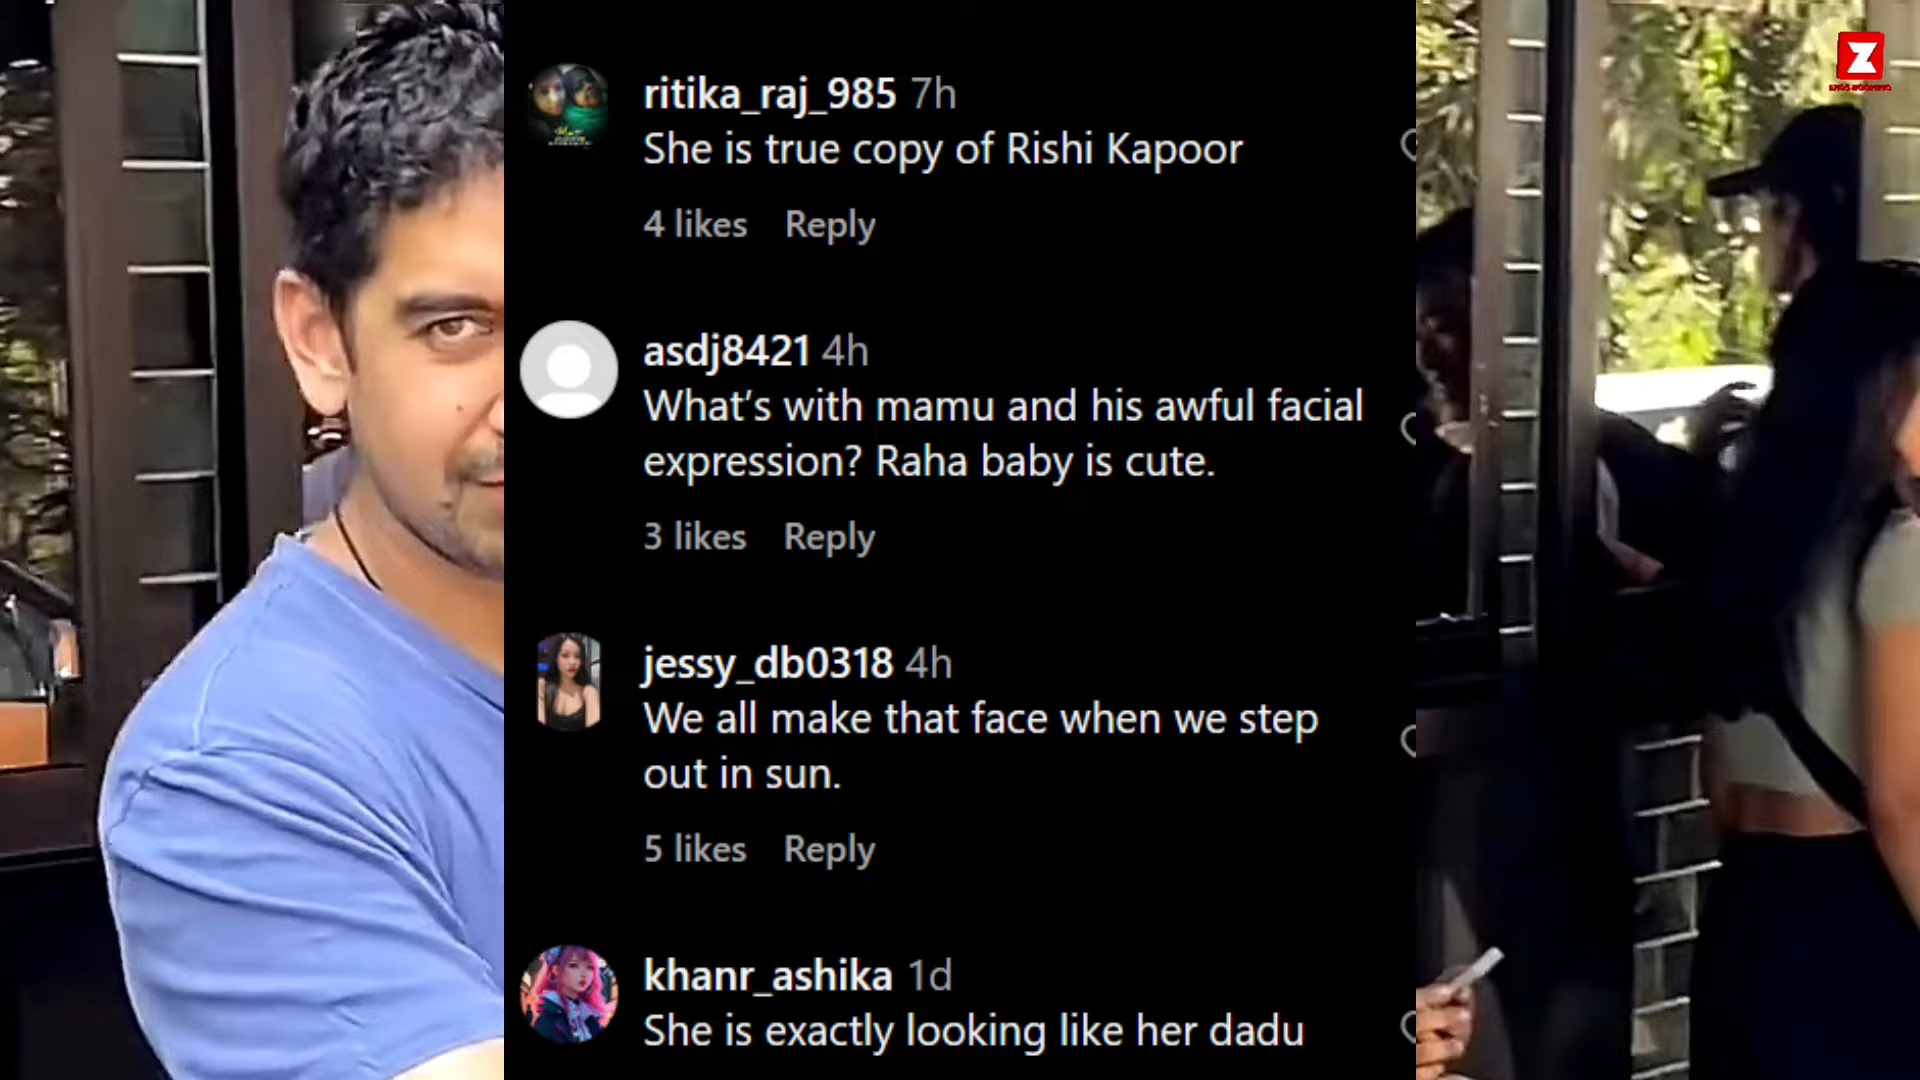 ritika_raj_985 7h
She is true copy of Rishi Kapoor
4 likes Reply
asdj8421 4h
What’s with mamu and his awful facial
expression? Raha baby is cute.
3 likes Reply
jessy_db0318 4h
We all make that face when we step
out in sun.
5 likes Reply
khanr_ashika 1d
She is exactly looking like her dadu
Z